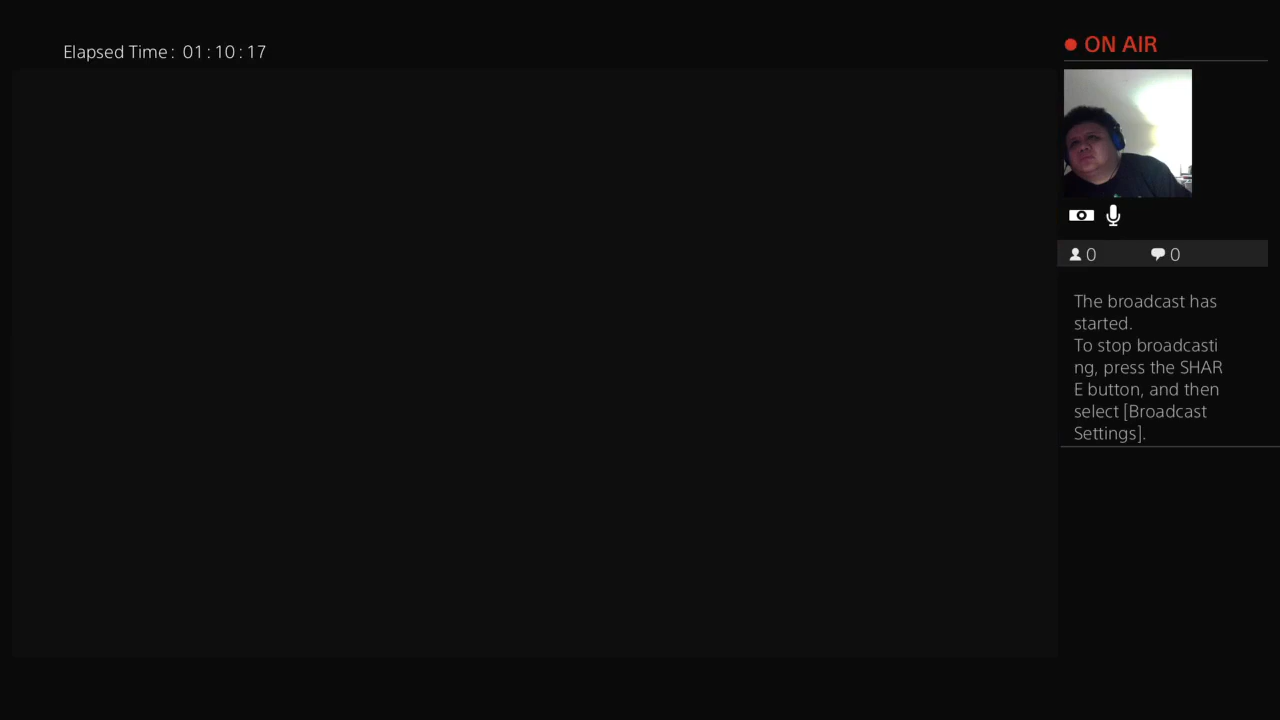 Elapsed Time: 01:10:17
ON AIR
0 0
The broadcast has
started.
To stop broadcasti
ng, press the SHAR
E button, and then
select [Broadcast
Settings].